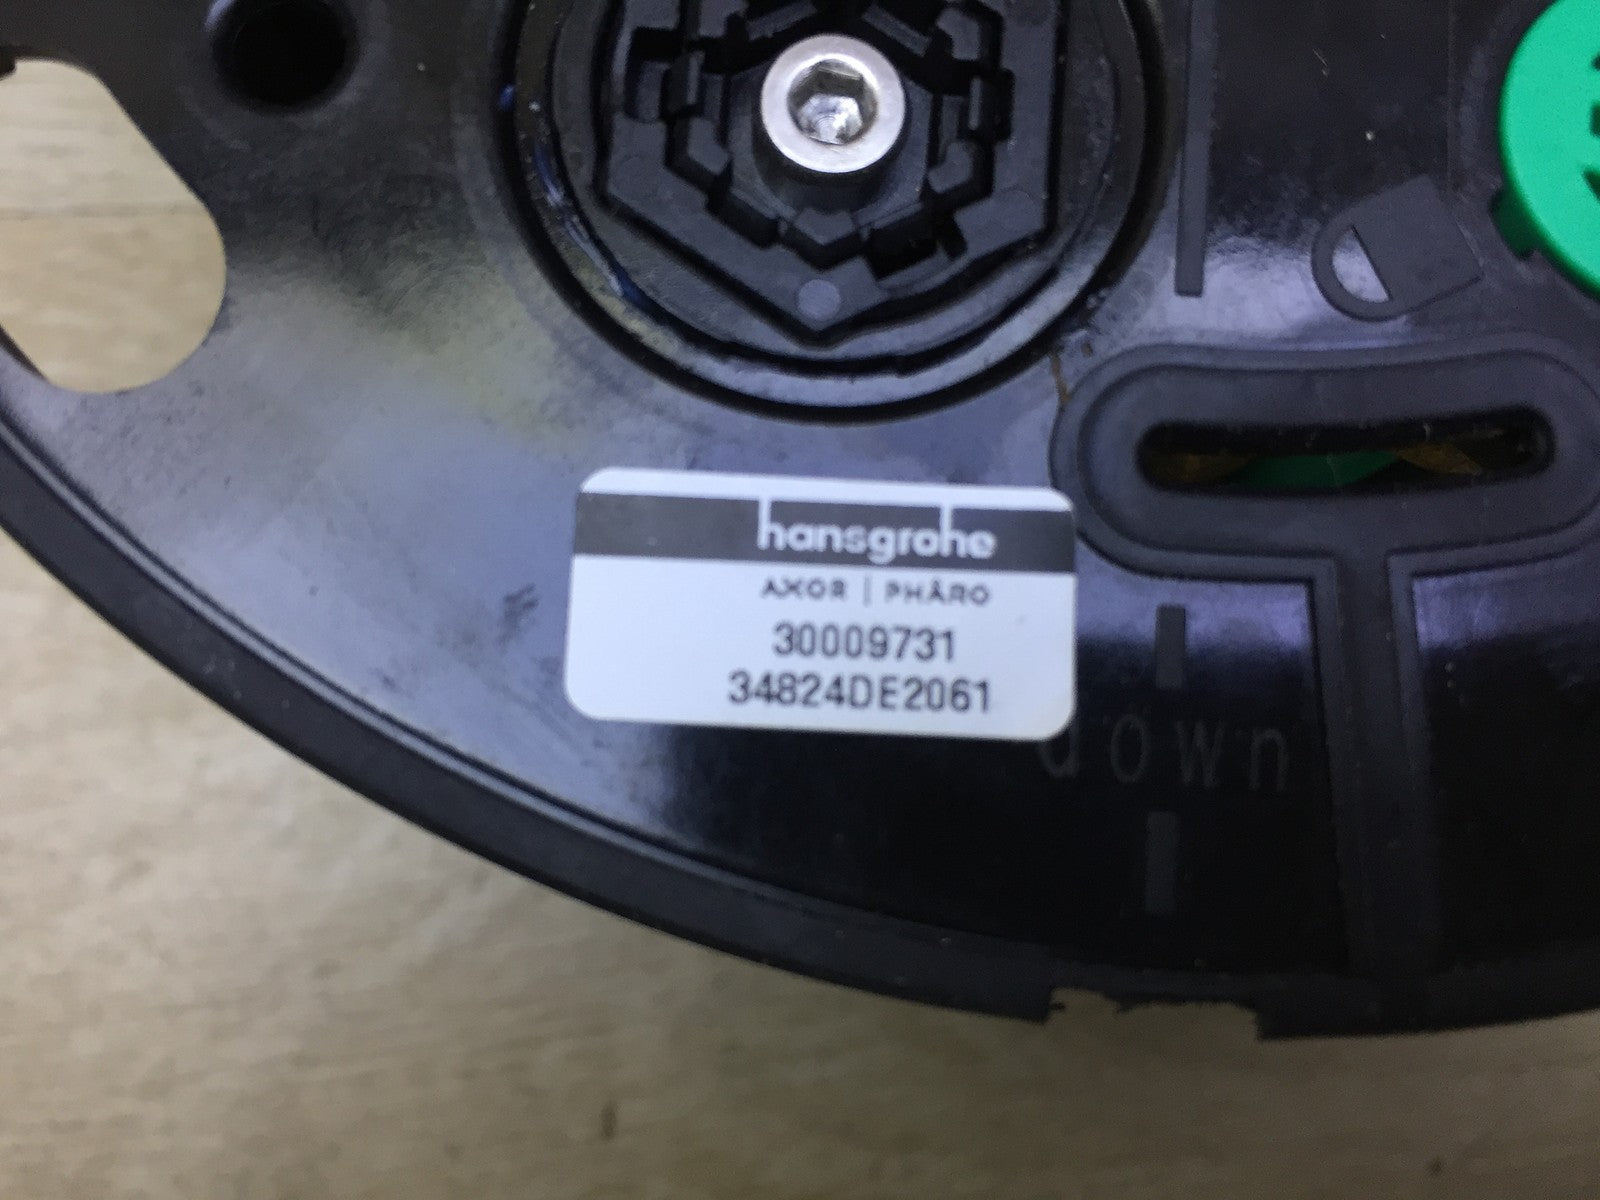 hansgrohe
AXOR | PHARO
30009731
34824DE2061
down